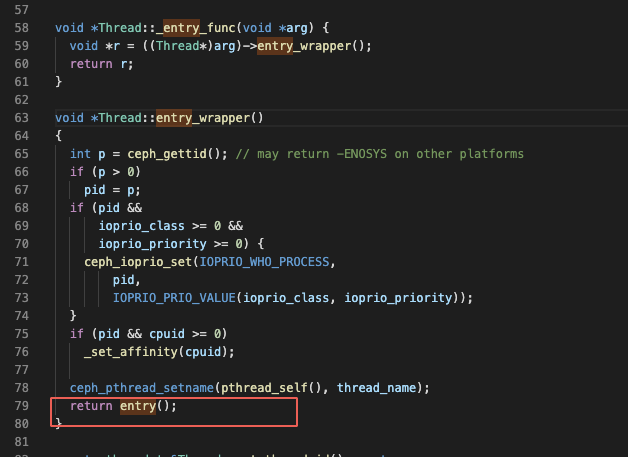 57
58 void *Thread::_entry_func(void *arg) {
59 void *r = ((Thread*)arg)->entry_wrapper();
60 return r;
61 }
62
63 void *Thread::entry_wrapper()
64 {
65 int p = ceph_gettid(); // may return -ENOSYS on other platforms
66 if (p > 0)
67 pid = p;
68 if (pid &&
69 ioprio_class >= 0 &&
70 ioprio_priority >= 0) {
71 ceph_ioprio_set(IOPRIO_WHO_PROCESS,
72 pid,
73 IOPRIO_PRIO_VALUE(ioprio_class, ioprio_priority));
74 }
75 if (pid && cpuid >= 0)
76 _set_affinity(cpuid);
77
78 ceph_pthread_setname(pthread_self(), thread_name);
79 return entry();
80 }
81